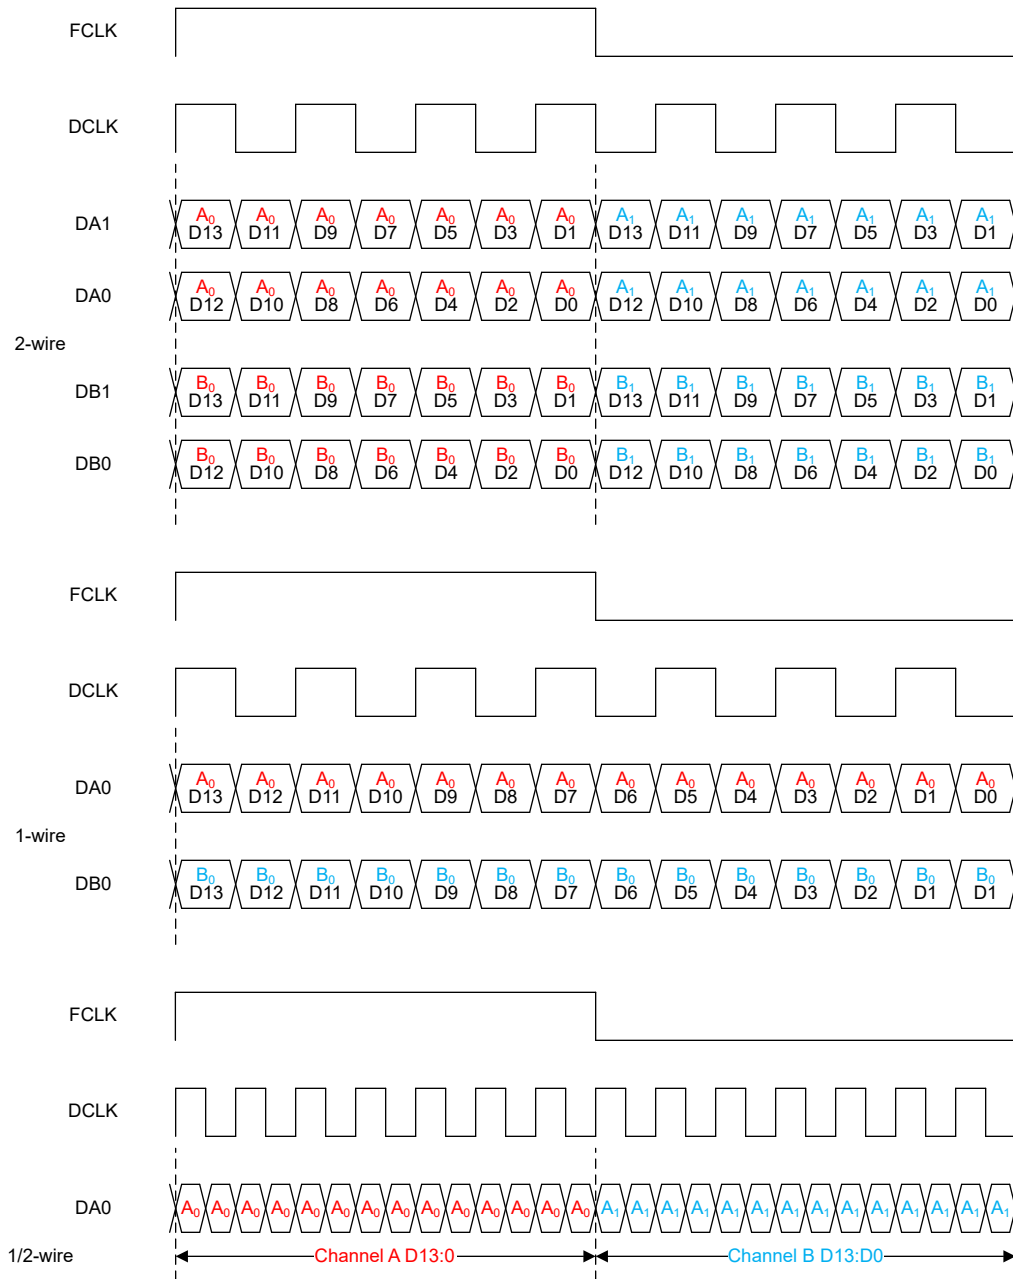 FCLK
DCLK
DA1
A0 A0 A0 A0 A0 A0 A0 A1 A1 A1 A1 A1 A1 A1
D13 D11 D9 D7 D5 D3 D1 D13 D11 D9 D7 D5 D3 D1
DA0
A0 A0 A0 A0 A0 A0 A0 A1 A1 A1 A1 A1 A1 A1
D12 D10 D8 D6 D4 D2 D0 D12 D10 D8 D6 D4 D2 D0
2-wire
DB1
B0 B0 B0 B0 B0 B0 B0 B1 B1 B1 B1 B1 B1 B1
D13 D11 D9 D7 D5 D3 D1 D13 D11 D9 D7 D5 D3 D1
DB0
B0 B0 B0 B0 B0 B0 B0 B1 B1 B1 B1 B1 B1 B1
D12 D10 D8 D6 D4 D2 D0 D12 D10 D8 D6 D4 D2 D0
FCLK
DCLK
DA0
A0 A0 A0 A0 A0 A0 A0 A0 A0 A0 A0 A0 A0 A0
D13 D12 D11 D10 D9 D8 D7 D6 D5 D4 D3 D2 D1 D0
1-wire
DB0
B0 B0 B0 B0 B0 B0 B0 B0 B0 B0 B0 B0 B0 B0
D13 D12 D11 D10 D9 D8 D7 D6 D5 D4 D3 D2 D1 D1
FCLK
DCLK
DA0 A0 A0 A0 A0 A0 A0 A0 A0 A0 A0 A0 A0 A0 A0 A1 A1 A1 A1 A1 A1 A1 A1 A1 A1 A1 A1 A1 A1
1/2-wire Channel A D13:0 Channel B D13:D0